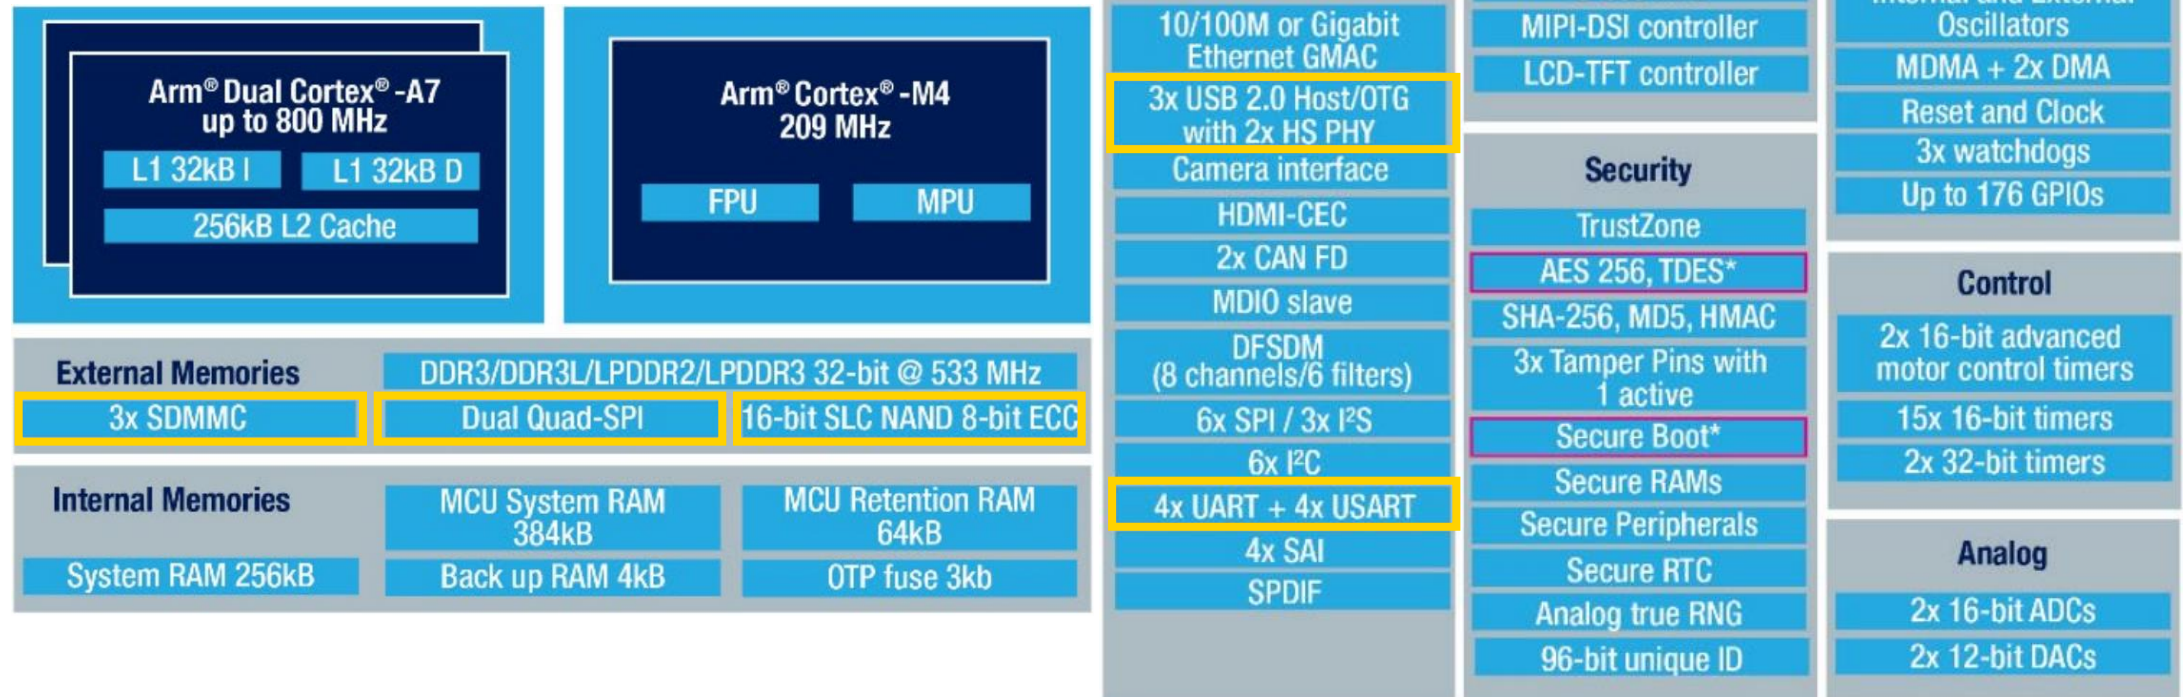 Arm® Dual Cortex®-A7
up to 800 MHz
L1 32kB I
L1 32kB D
256kB L2 Cache
Arm® Cortex®-M4
209 MHz
FPU
MPU
External Memories
DDR3/DDR3L/LPDDR2/LPDDR3 32-bit @ 533 MHz
3x SDMMC
Dual Quad-SPI
16-bit SLC NAND 8-bit ECC
Internal Memories
MCU System RAM
384kB
MCU Retention RAM
64kB
System RAM 256kB
Back up RAM 4kB
OTP fuse 3kb
10/100M or Gigabit
Ethernet GMAC
3x USB 2.0 Host/OTG
with 2x HS PHY
Camera interface
HDMI-CEC
2x CAN FD
MDIO slave
DFSDM
(8 channels/6 filters)
6x SPI / 3x I²S
6x I²C
4x UART + 4x USART
4x SAI
SPDIF
MIPI-DSI controller
LCD-TFT controller
Security
TrustZone
AES 256, TDES*
SHA-256, MD5, HMAC
3x Tamper Pins with
1 active
Secure Boot*
Secure RAMs
Secure Peripherals
Secure RTC
Analog true RNG
96-bit unique ID
Internal and External
Oscillators
MDMA + 2x DMA
Reset and Clock
3x watchdogs
Up to 176 GPIOs
Control
2x 16-bit advanced
motor control timers
15x 16-bit timers
2x 32-bit timers
Analog
2x 16-bit ADCs
2x 12-bit DACs